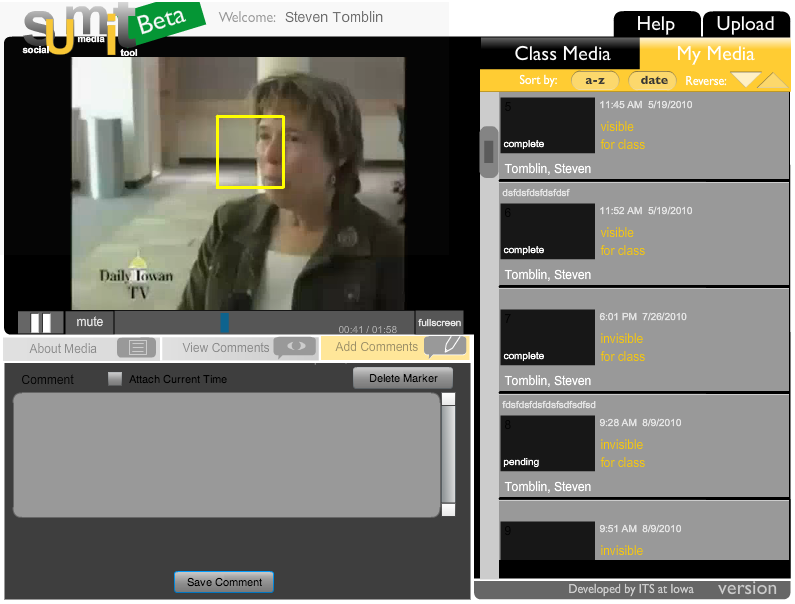 sumit Beta
social media tool
Welcome: Steven Tomblin
Help
Upload
Class Media
My Media
Sort by: a-z date Reverse:
Daily Iowan
TV
mute
00:41 / 01:58
fullscreen
About Media
View Comments
Add Comments
Comment
Attach Current Time
Delete Marker
Save Comment
5
11:45 AM 5/19/2010
visible
for class
complete
Tomblin, Steven
dsfdsfdsfdsfdsf
6
11:52 AM 5/19/2010
visible
for class
complete
Tomblin, Steven
7
6:01 PM 7/26/2010
invisible
for class
complete
Tomblin, Steven
8
9:28 AM 8/9/2010
invisible
for class
pending
Tomblin, Steven
9
9:51 AM 8/9/2010
invisible
Developed by ITS at Iowa
version